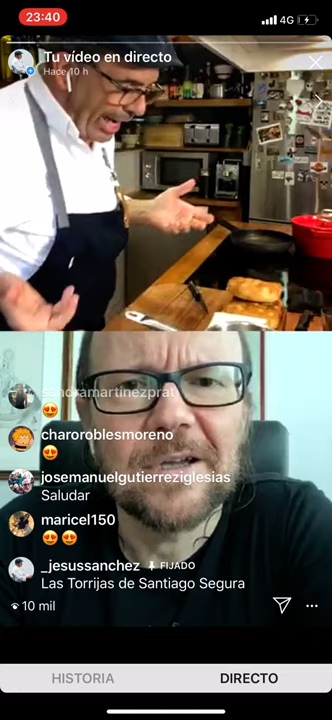 23:40
4G
Tu vídeo en directo
Hace 10 h
sandramartinezprat
charoroblesmoreno
josemanuelgutierreziglesias
Saludar
maricel150
_jesussanchez FIJADO
Las Torrijas de Santiago Segura
10 mil
HISTORIA
DIRECTO